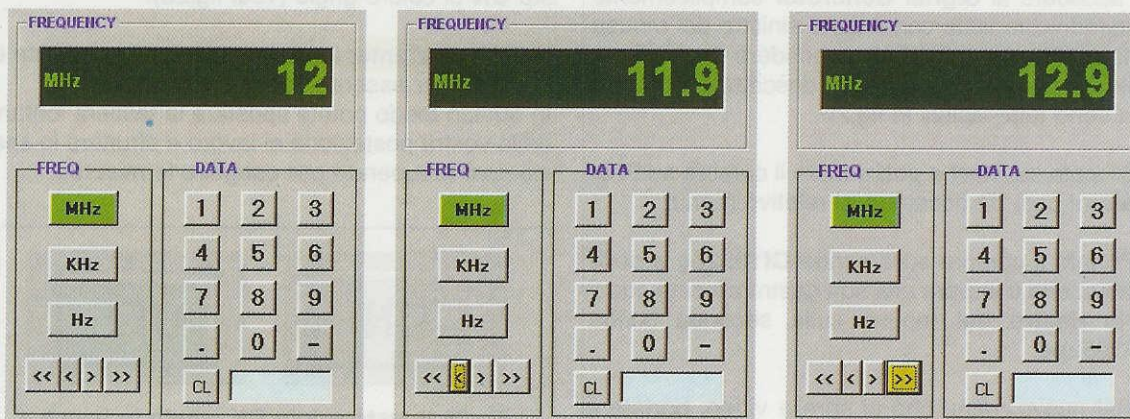 FREQUENCY
MHz 12
FREQ
MHz
KHz
Hz
<< < > >>
DATA
1 2 3
4 5 6
7 8 9
. 0 -
CL
FREQUENCY
MHz 11.9
FREQ
MHz
KHz
Hz
<< < > >>
DATA
1 2 3
4 5 6
7 8 9
. 0 -
CL
FREQUENCY
MHz 12.9
FREQ
MHz
KHz
Hz
<< < > >>
DATA
1 2 3
4 5 6
7 8 9
. 0 -
CL